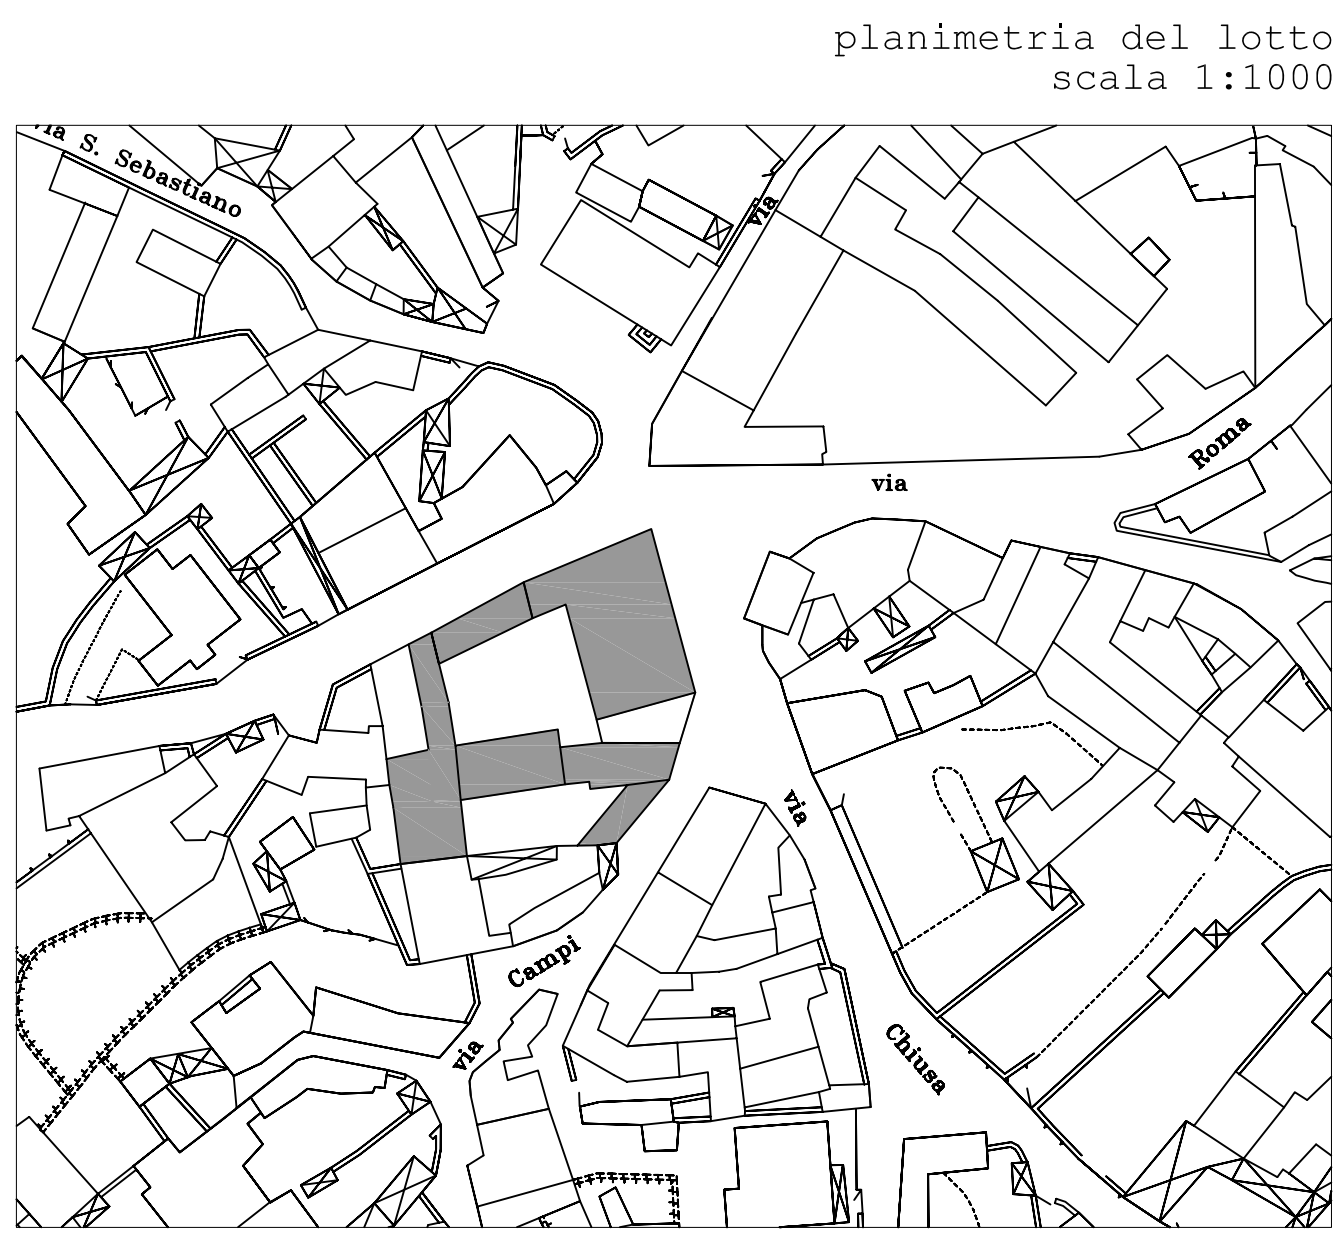 planimetria del lotto
scala 1:1000
via S. Sebastiano
via
Roma
via
via
Campi
via
Chiusa